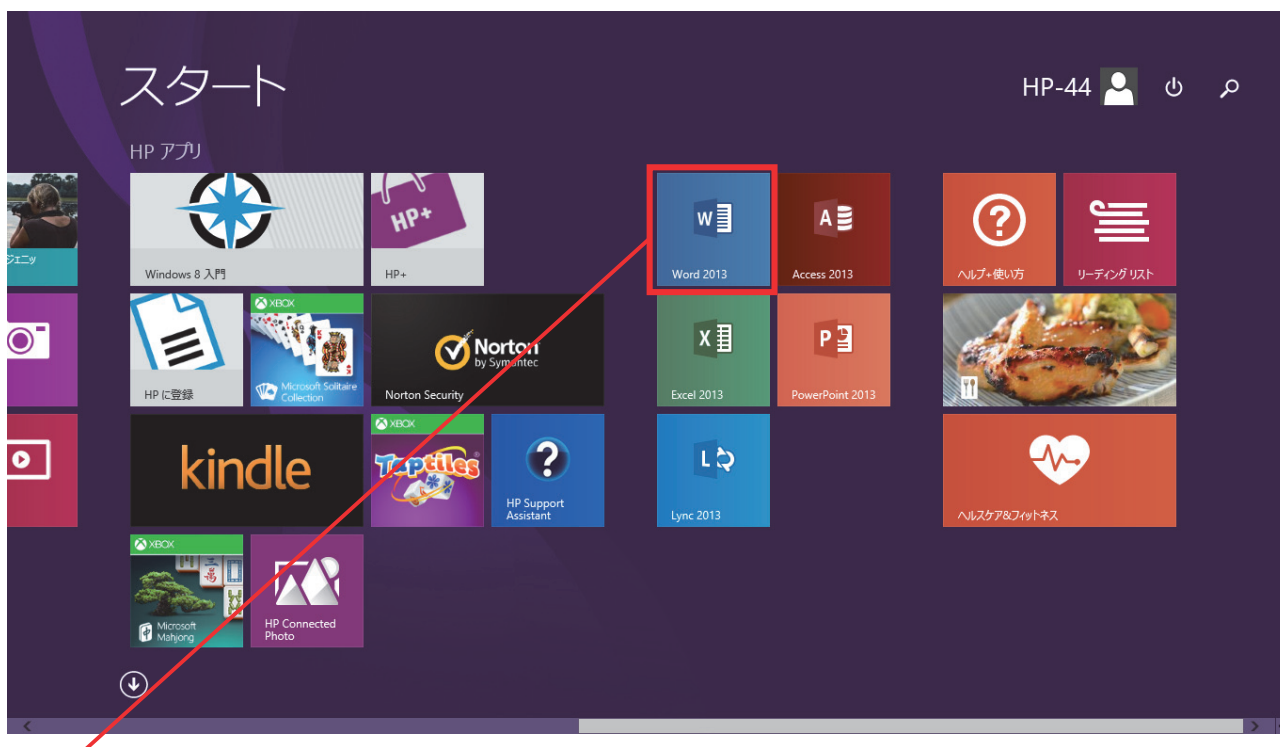 スタート
HP-44
HP アプリ
ジェニッ
Windows 8 入門
HP+
HP+
W
Word 2013
A
Access 2013
?
ヘルプ+使い方
リーディング リスト
HP に登録
XBOX
Microsoft Solitaire
Collection
Norton
by Symantec
Norton Security
X
Excel 2013
P
PowerPoint 2013
kindle
XBOX
Taptiles
?
HP Support
Assistant
L
Lync 2013
ヘルスケア&フィットネス
XBOX
Microsoft
Mahjong
HP Connected
Photo